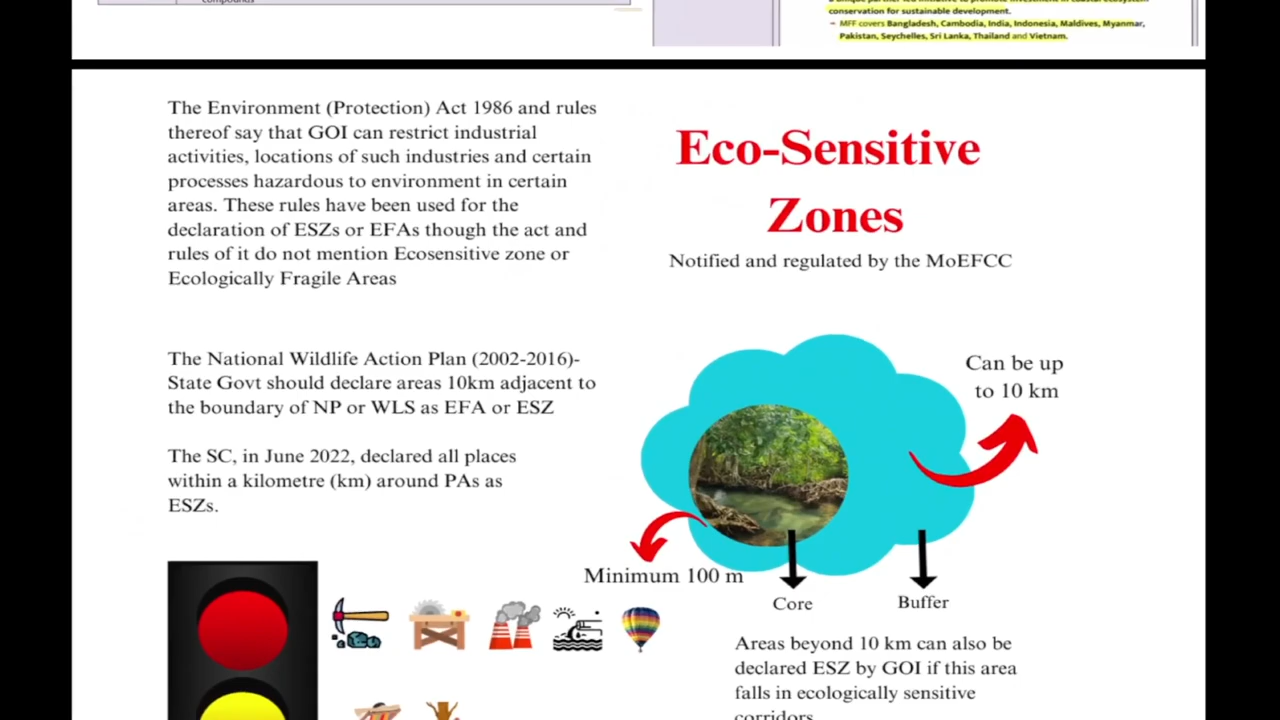 compounds
conservation for sustainable development.
→ MFF covers Bangladesh, Cambodia, India, Indonesia, Maldives, Myanmar,
Pakistan, Seychelles, Sri Lanka, Thailand and Vietnam.
The Environment (Protection) Act 1986 and rules
thereof say that GOI can restrict industrial
activities, locations of such industries and certain
processes hazardous to environment in certain
areas. These rules have been used for the
declaration of ESZs or EFAs though the act and
rules of it do not mention Ecosensitive zone or
Ecologically Fragile Areas
The National Wildlife Action Plan (2002-2016)-
State Govt should declare areas 10km adjacent to
the boundary of NP or WLS as EFA or ESZ
The SC, in June 2022, declared all places
within a kilometre (km) around PAs as
ESZs.
Eco-Sensitive
Zones
Notified and regulated by the MoEFCC
Can be up
to 10 km
Minimum 100 m
Core
Buffer
Areas beyond 10 km can also be
declared ESZ by GOI if this area
falls in ecologically sensitive
corridors